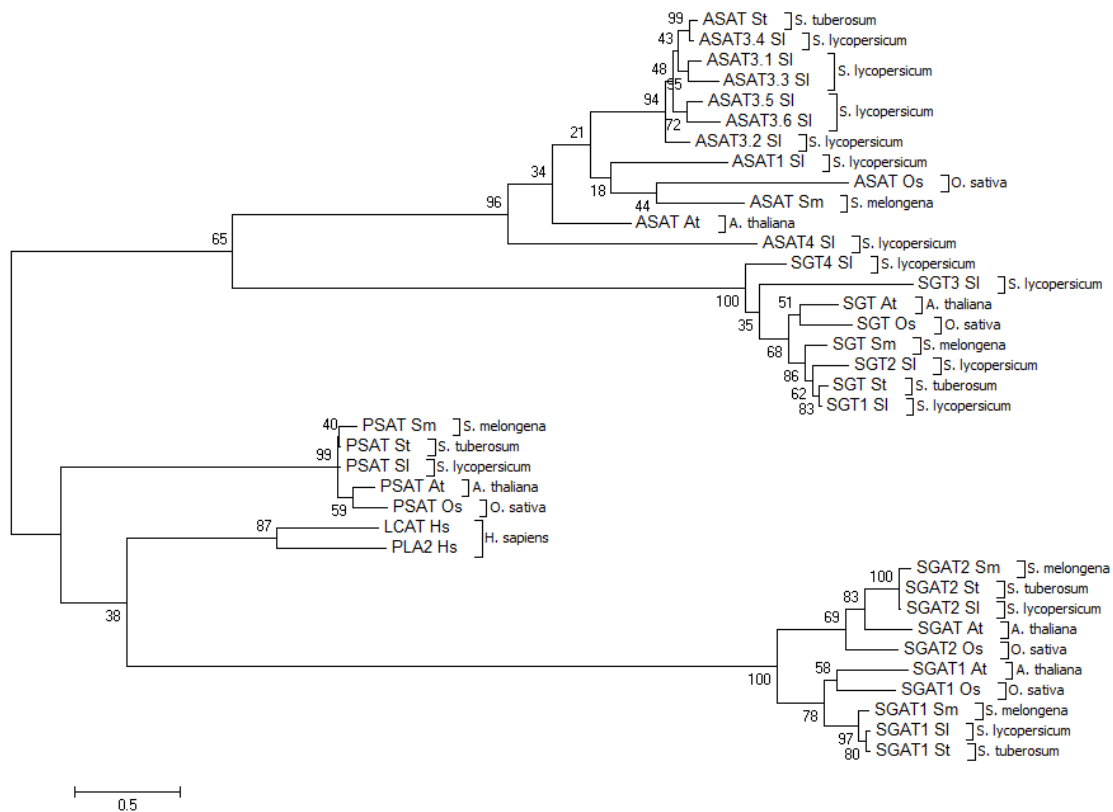 99 ASAT St S. tuberosum
43 ASAT3.4 Sl S. lycopersicum
ASAT3.1 Sl
48 S. lycopersicum
95 ASAT3.3 Sl
94 ASAT3.5 Sl
S. lycopersicum
72 ASAT3.6 Sl
21 ASAT3.2 Sl S. lycopersicum
ASAT1 Sl S. lycopersicum
34 18 ASAT Os O. sativa
96 44 ASAT Sm S. melongena
ASAT At A. thaliana
65 ASAT4 Sl S. lycopersicum
SGT4 Sl S. lycopersicum
100 SGT3 Sl S. lycopersicum
51 SGT At A. thaliana
35 SGT Os O. sativa
68 SGT Sm S. melongena
86 SGT2 Sl S. lycopersicum
62 SGT St S. tuberosum
83 SGT1 Sl S. lycopersicum
40 PSAT Sm S. melongena
PSAT St S. tuberosum
99 PSAT Sl S. lycopersicum
PSAT At A. thaliana
59 PSAT Os O. sativa
87 LCAT Hs
H. sapiens
PLA2 Hs
100 SGAT2 Sm S. melongena
83 SGAT2 St S. tuberosum
38 69 SGAT2 Sl S. lycopersicum
SGAT At A. thaliana
SGAT2 Os O. sativa
100 58 SGAT1 At A. thaliana
SGAT1 Os O. sativa
78 SGAT1 Sm S. melongena
97 SGAT1 Sl S. lycopersicum
80 SGAT1 St S. tuberosum
0.5